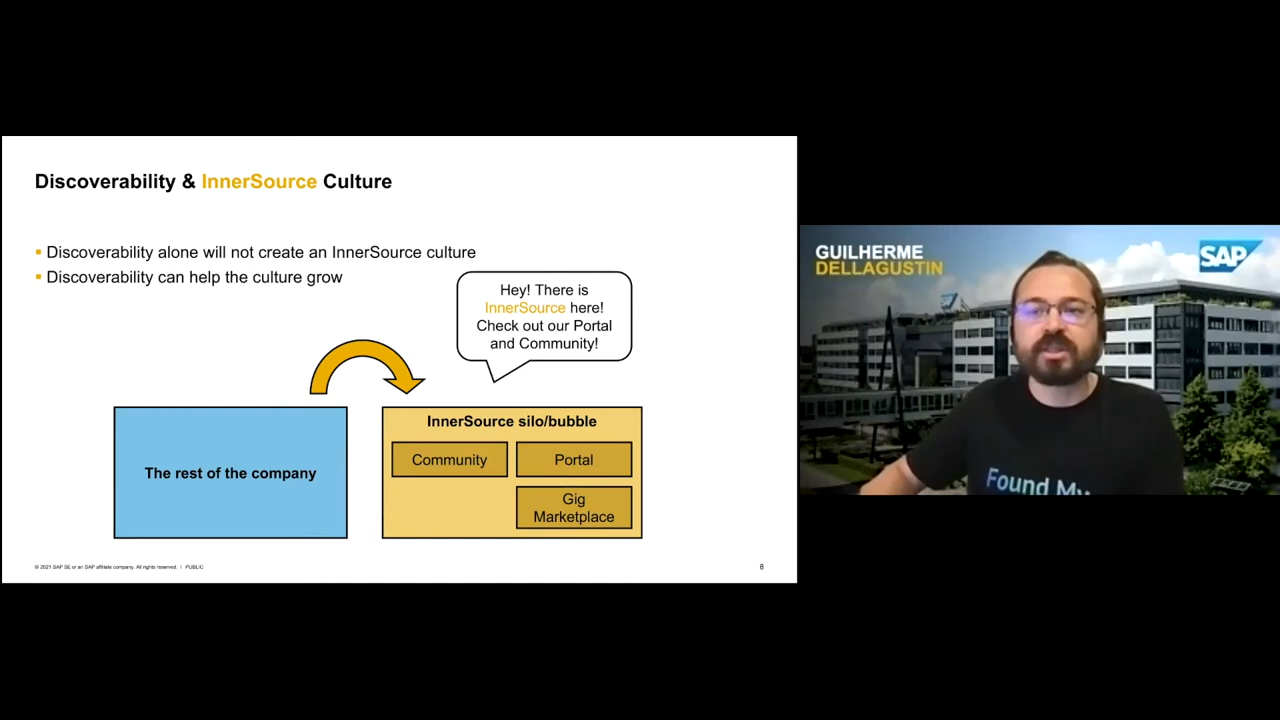 Discoverability & InnerSource Culture
▪ Discoverability alone will not create an InnerSource culture
▪ Discoverability can help the culture grow
Hey! There is
InnerSource here!
Check out our Portal
and Community!
The rest of the company
InnerSource silo/bubble
Community
Portal
Gig
Marketplace
© 2021 SAP SE or an SAP affiliate company. All rights reserved. | PUBLIC
8
GUILHERME
DELLAGUSTIN
SAP
Found My